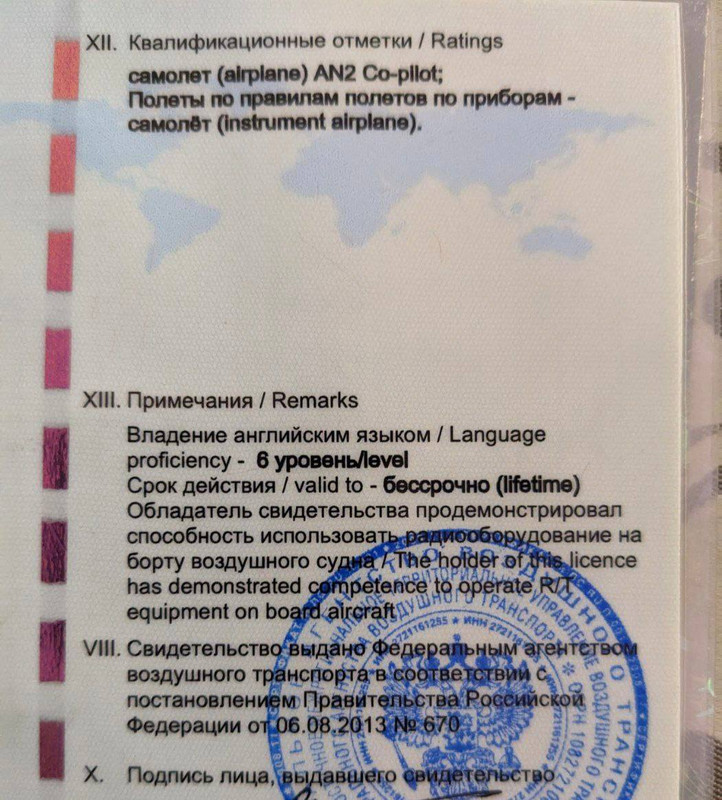 XII. Квалификационные отметки / Ratings
самолет (airplane) AN2 Co-pilot;
Полеты по правилам полетов по приборам -
самолёт (instrument airplane).
XIII. Примечания / Remarks
Владение английским языком / Language
proficiency - 6 уровень/level
Срок действия / valid to - бессрочно (lifetime)
Обладатель свидетельства продемонстрировал
способность использовать радиооборудование на
борту воздушного судна / The holder of this licence
has demonstrated competence to operate R/T
equipment on board aircraft
VIII. Свидетельство выдано Федеральным агентством
воздушного транспорта в соответствии с
постановлением Правительства Российской
Федерации от 06.08.2013 № 670
X. Подпись лица, выдавшего свидетельство